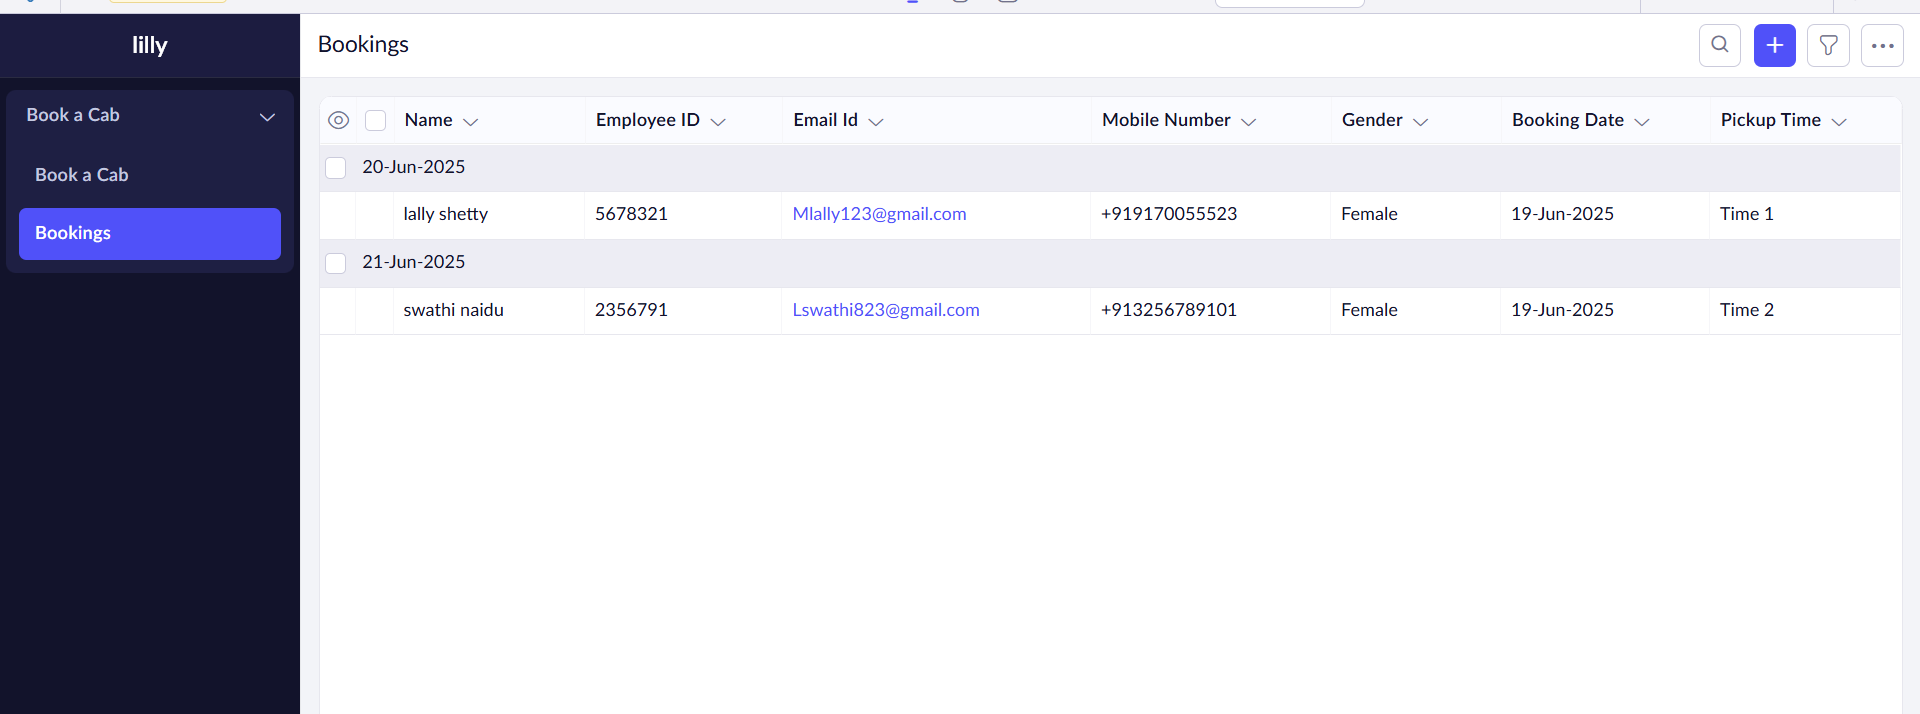 lilly
Bookings
Book a Cab
Book a Cab
Bookings
Name Employee ID Email Id Mobile Number Gender Booking Date Pickup Time
20-Jun-2025
lally shetty 5678321 Mlally123@gmail.com +919170055523 Female 19-Jun-2025 Time 1
21-Jun-2025
swathi naidu 2356791 Lswathi823@gmail.com +913256789101 Female 19-Jun-2025 Time 2